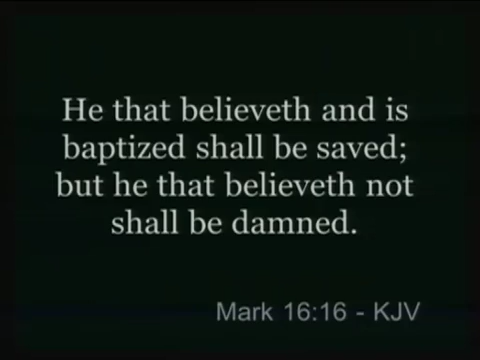 He that believeth and is
baptized shall be saved;
but he that believeth not
shall be damned.
Mark 16:16 - KJV